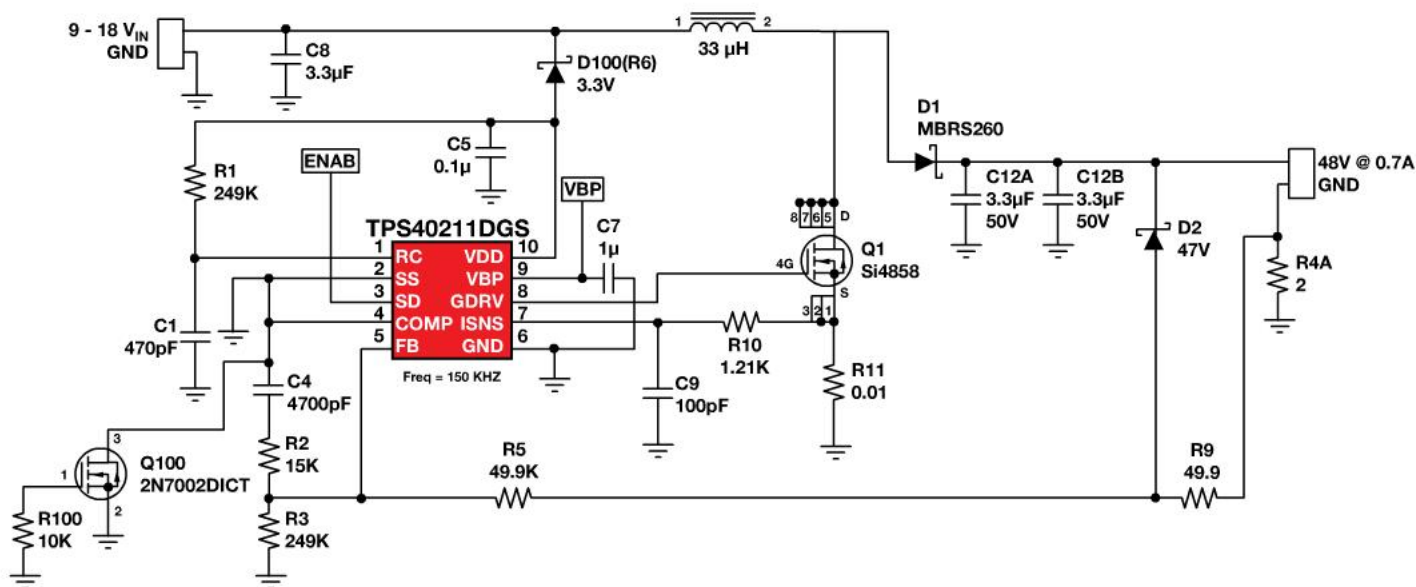 9 - 18 VIN
GND
C8
3.3µF
D100(R6)
3.3V
1 2
33 µH
D1
MBRS260
48V @ 0.7A
GND
C12A
3.3µF
50V
C12B
3.3µF
50V
D2
47V
R4A
2
R1
249K
ENAB
C5
0.1µ
VBP
C7
1µ
TPS40211DGS
1 RC VDD 10
2 SS VBP 9
3 SD GDRV 8
4 COMP ISNS 7
5 FB GND 6
Freq = 150 KHZ
8 7 6 5 D
4G
Q1
Si4858
S
3 2 1
R10
1.21K
R11
0.01
C9
100pF
C1
470pF
C4
4700pF
R2
15K
3
1
2
Q100
2N7002DICT
R100
10K
R3
249K
R5
49.9K
R9
49.9